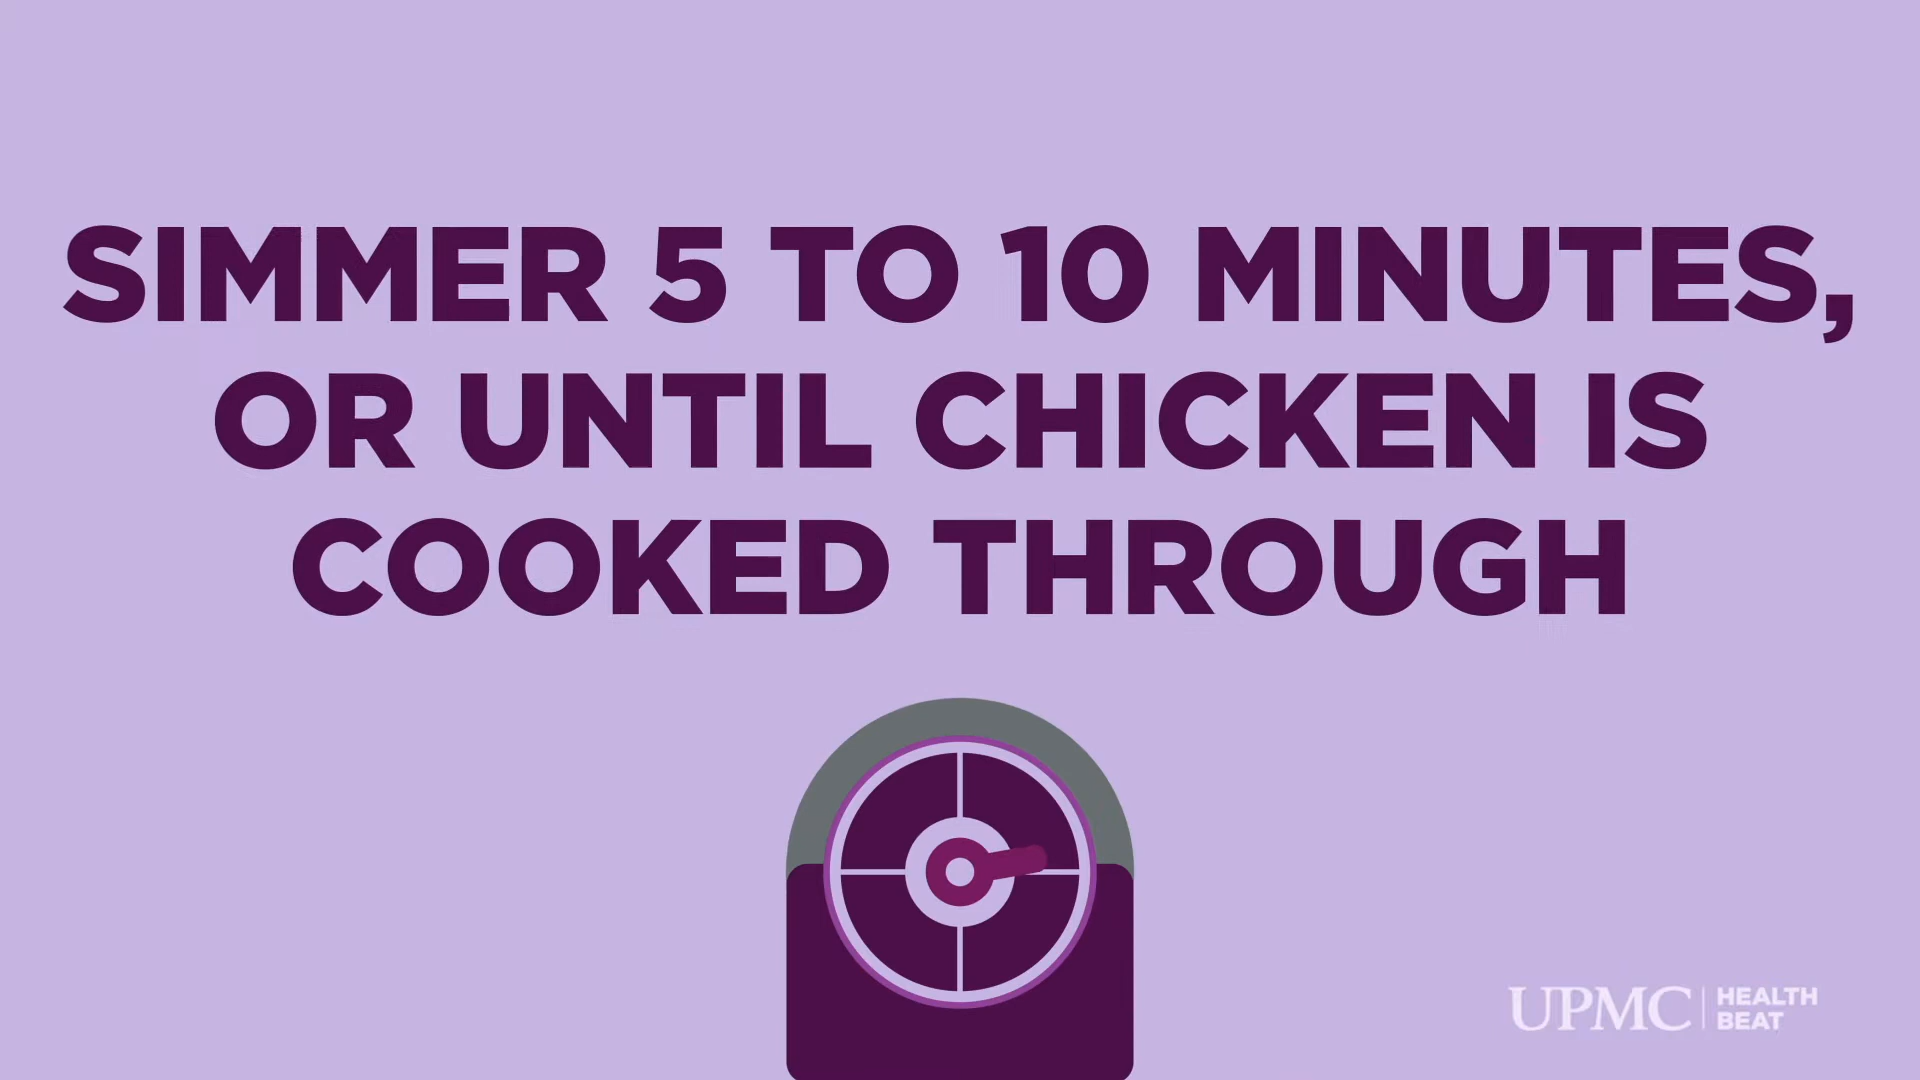 SIMMER 5 TO 10 MINUTES,
OR UNTIL CHICKEN IS
COOKED THROUGH
UPMC HEALTH
BEAT